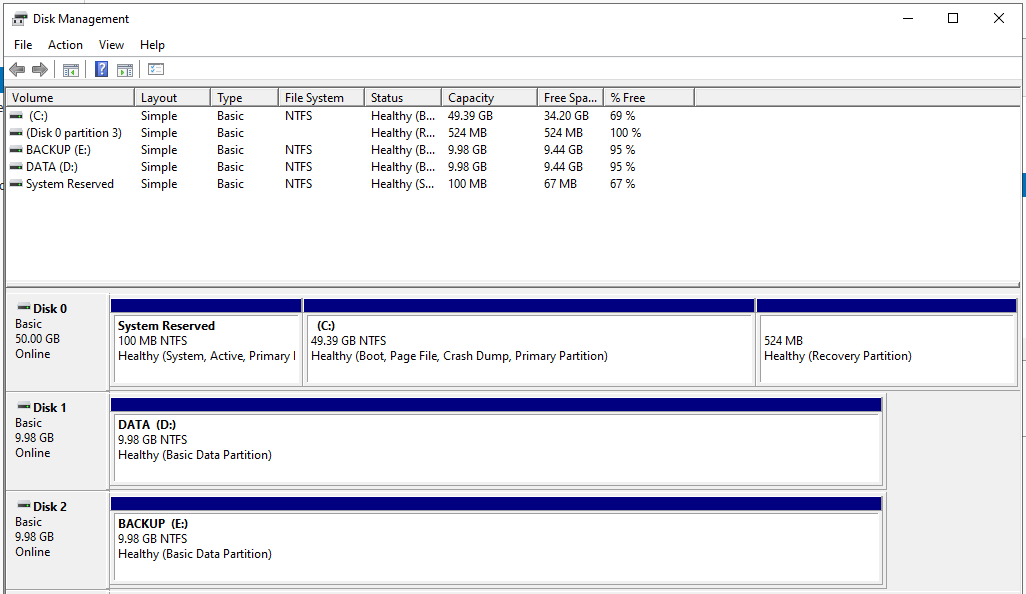 Disk Management
File Action View Help
Volume Layout Type File System Status Capacity Free Spa... % Free
(C:) Simple Basic NTFS Healthy (B... 49.39 GB 34.20 GB 69 %
(Disk 0 partition 3) Simple Basic Healthy (R... 524 MB 524 MB 100 %
BACKUP (E:) Simple Basic NTFS Healthy (B... 9.98 GB 9.44 GB 95 %
DATA (D:) Simple Basic NTFS Healthy (B... 9.98 GB 9.44 GB 95 %
System Reserved Simple Basic NTFS Healthy (S... 100 MB 67 MB 67 %
Disk 0
Basic
50.00 GB
Online
System Reserved
100 MB NTFS
Healthy (System, Active, Primary
(C:)
49.39 GB NTFS
Healthy (Boot, Page File, Crash Dump, Primary Partition)
524 MB
Healthy (Recovery Partition)
Disk 1
Basic
9.98 GB
Online
DATA (D:)
9.98 GB NTFS
Healthy (Basic Data Partition)
Disk 2
Basic
9.98 GB
Online
BACKUP (E:)
9.98 GB NTFS
Healthy (Basic Data Partition)